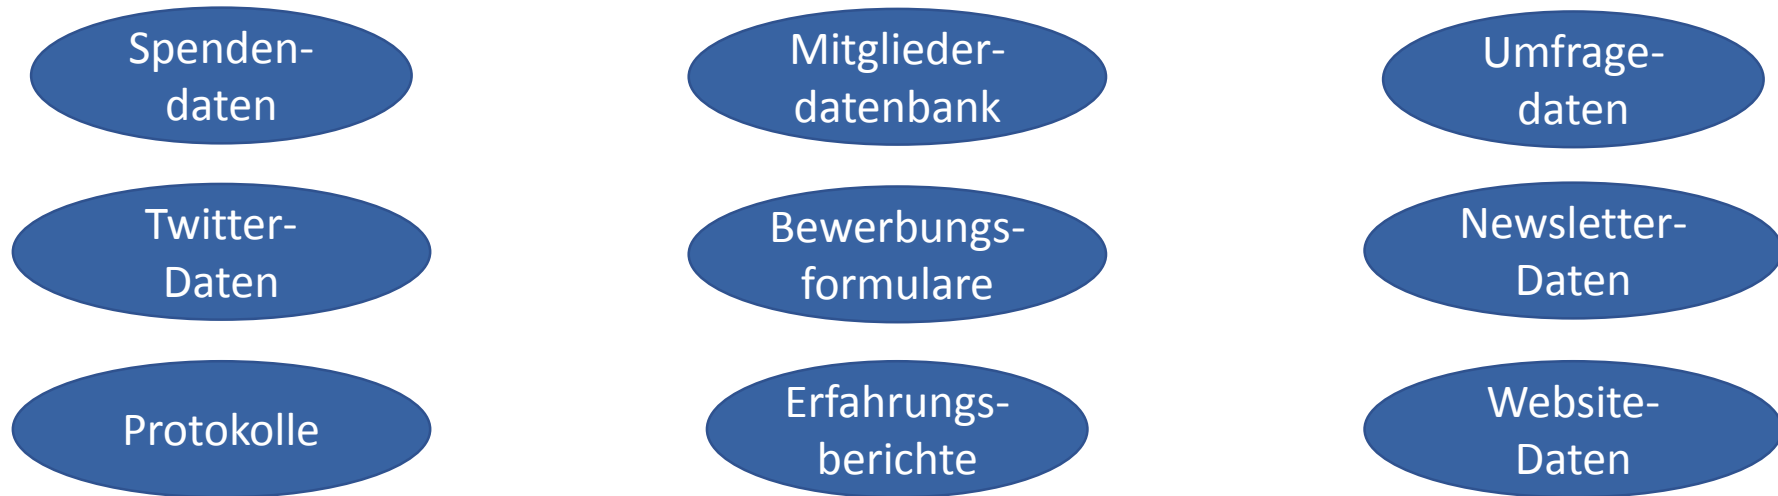 Spenden-
daten
Mitglieder-
datenbank
Umfrage-
daten
Twitter-
Daten
Bewerbungs-
formulare
Newsletter-
Daten
Protokolle
Erfahrungs-
berichte
Website-
Daten